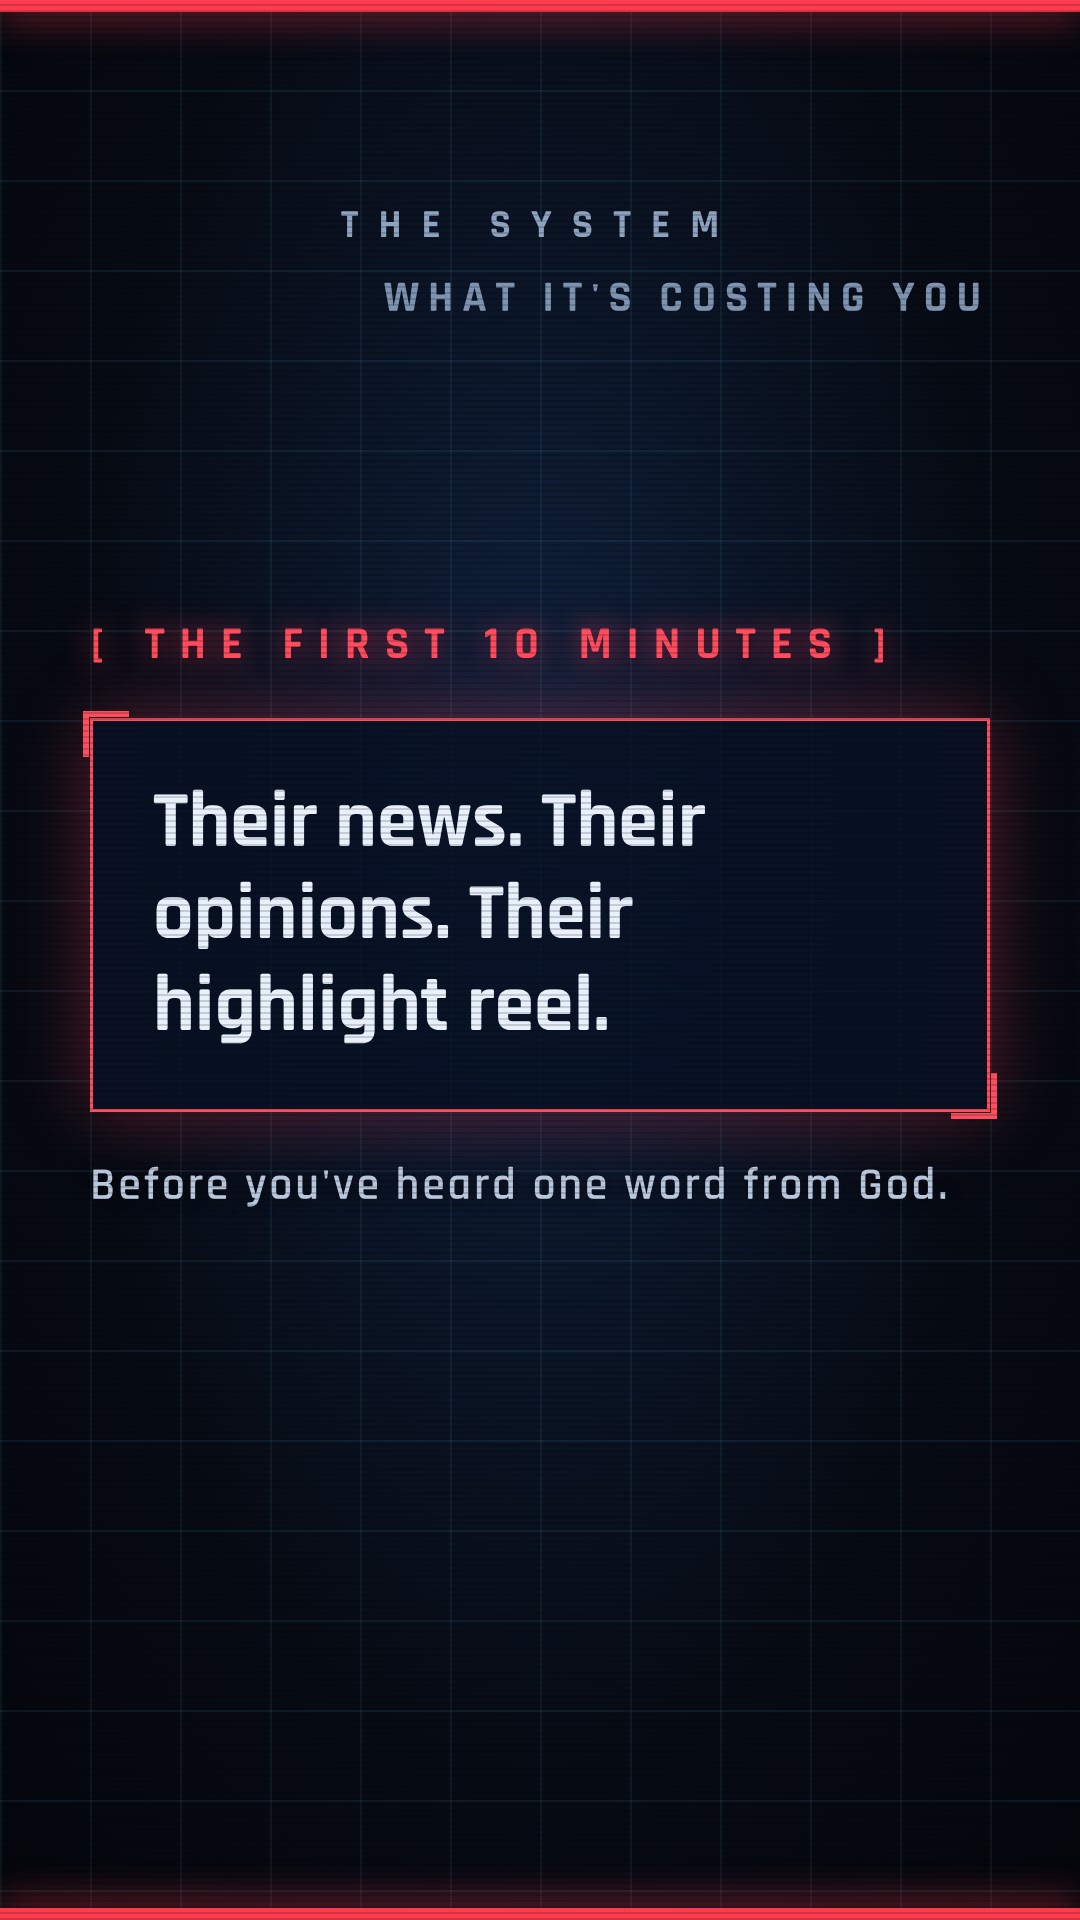 THE SYSTEM
WHAT IT'S COSTING YOU
[ THE FIRST 10 MINUTES ]
Their news. Their
opinions. Their
highlight reel.
Before you've heard one word from God.